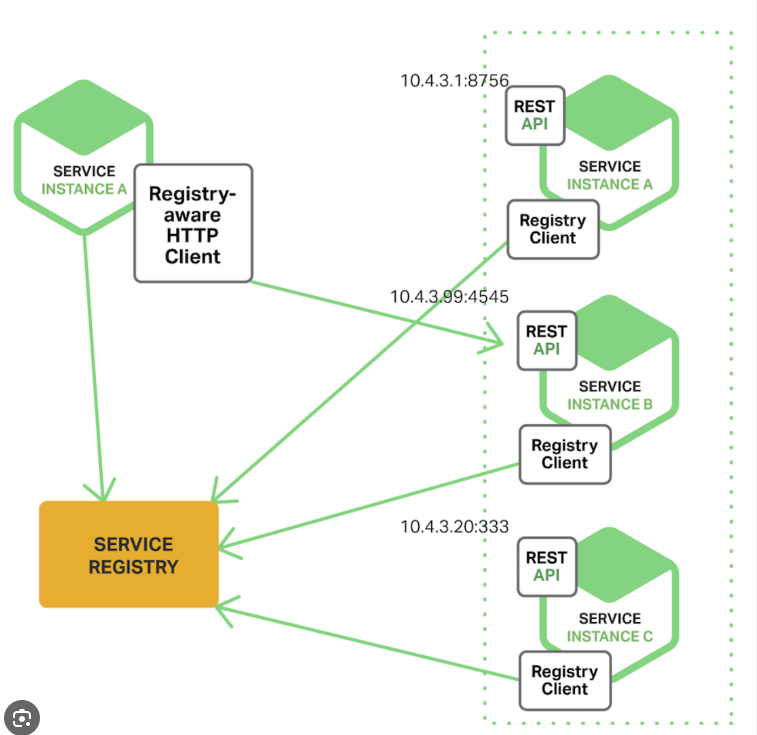 10.4.3.1:8756
REST
API
SERVICE
INSTANCE A
Registry
Client
SERVICE
INSTANCE A
Registry-
aware
HTTP
Client
10.4.3.99:4545
REST
API
SERVICE
INSTANCE B
Registry
Client
10.4.3.20:333
REST
API
SERVICE
INSTANCE C
Registry
Client
SERVICE
REGISTRY